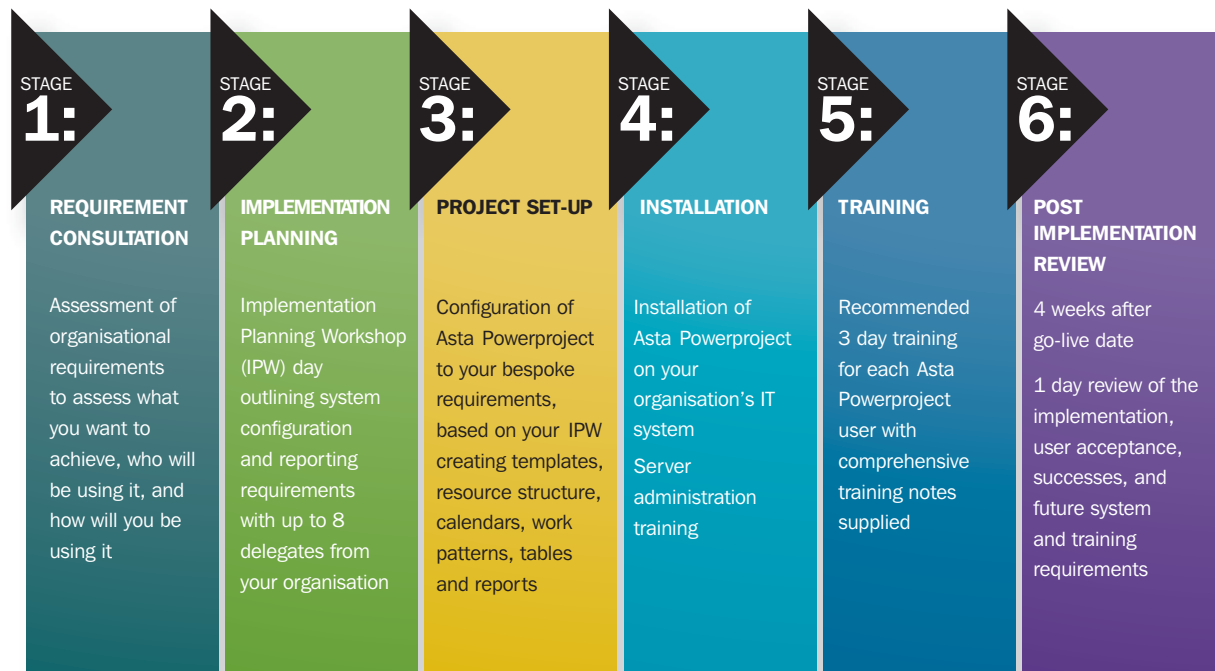 STAGE
1:
REQUIREMENT
CONSULTATION
Assessment of
organisational
requirements
to assess what
you want to
achieve, who will
be using it, and
how will you be
using it
STAGE
2:
IMPLEMENTATION
PLANNING
Implementation
Planning Workshop
(IPW) day
outlining system
configuration
and reporting
requirements
with up to 8
delegates from
your organisation
STAGE
3:
PROJECT SET-UP
Configuration of
Asta Powerproject
to your bespoke
requirements,
based on your IPW
creating templates,
resource structure,
calendars, work
patterns, tables
and reports
STAGE
4:
INSTALLATION
Installation of
Asta Powerproject
on your
organisation's IT
system
Server
administration
training
STAGE
5:
TRAINING
Recommended
3 day training
for each Asta
Powerproject
user with
comprehensive
training notes
supplied
STAGE
6:
POST
IMPLEMENTATION
REVIEW
4 weeks after
go-live date
1 day review of the
implementation,
user acceptance,
successes, and
future system
and training
requirements